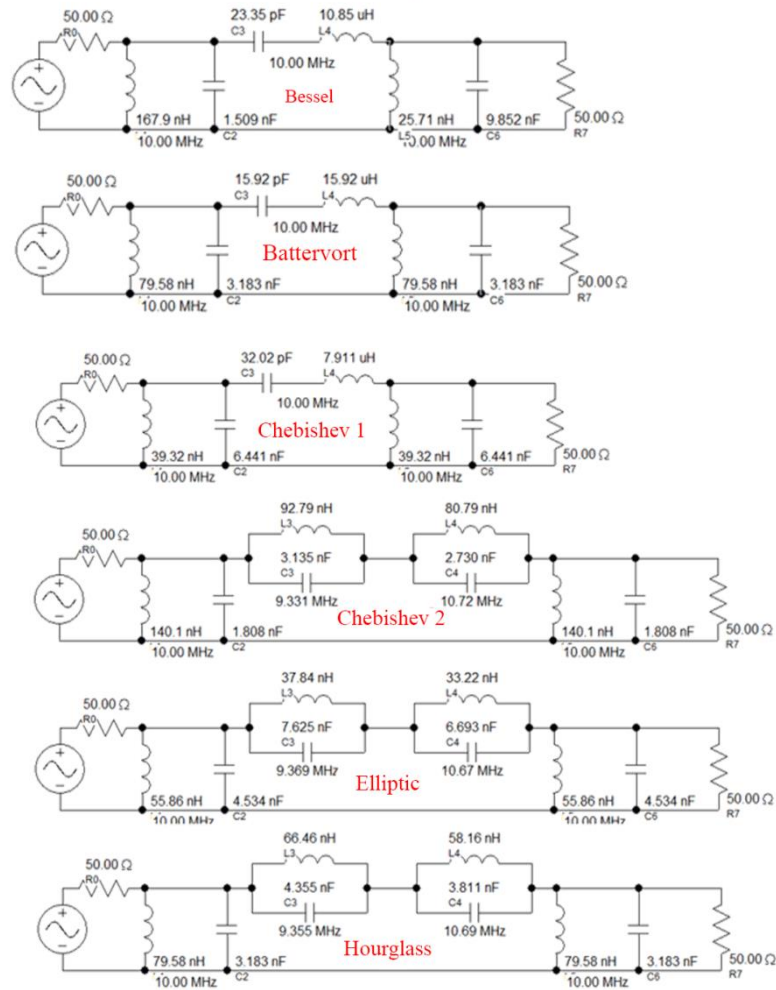 23.35 pF 10.85 uH
50.00 Ω
R0 C3 L4
10.00 MHz
Bessel
167.9 nH 1.509 nF 25.71 nH 9.852 nF 50.00 Ω
10.00 MHz C2 L5 10.00 MHz C6 R7
50.00 Ω 15.92 pF 15.92 uH
R0 C3 L4
10.00 MHz
Battervort
79.58 nH 3.183 nF 79.58 nH 3.183 nF 50.00 Ω
10.00 MHz C2 10.00 MHz C6 R7
50.00 Ω 32.02 pF 7.911 uH
R0 C3 L4
10.00 MHz
Chebishev 1
39.32 nH 6.441 nF 39.32 nH 6.441 nF 50.00 Ω
10.00 MHz C2 10.00 MHz C6 R7
92.79 nH 80.79 nH
50.00 Ω L3 L4
R0 3.135 nF 2.730 nF
C3 C4
9.331 MHz 10.72 MHz
Chebishev 2
140.1 nH 1.808 nF 140.1 nH 1.808 nF 50.00 Ω
10.00 MHz C2 10.00 MHz C6 R7
37.84 nH 33.22 nH
50.00 Ω L3 L4
R0 7.625 nF 6.693 nF
C3 C4
9.369 MHz 10.67 MHz
Elliptic
55.86 nH 4.534 nF 55.86 nH 4.534 nF 50.00 Ω
10.00 MHz C2 10.00 MHz C6 R7
66.46 nH 58.16 nH
50.00 Ω L3 L4
R0 4.355 nF 3.811 nF
C3 C4
9.355 MHz 10.69 MHz
Hourglass
79.58 nH 3.183 nF 79.58 nH 3.183 nF 50.00 Ω
10.00 MHz C2 10.00 MHz C6 R7